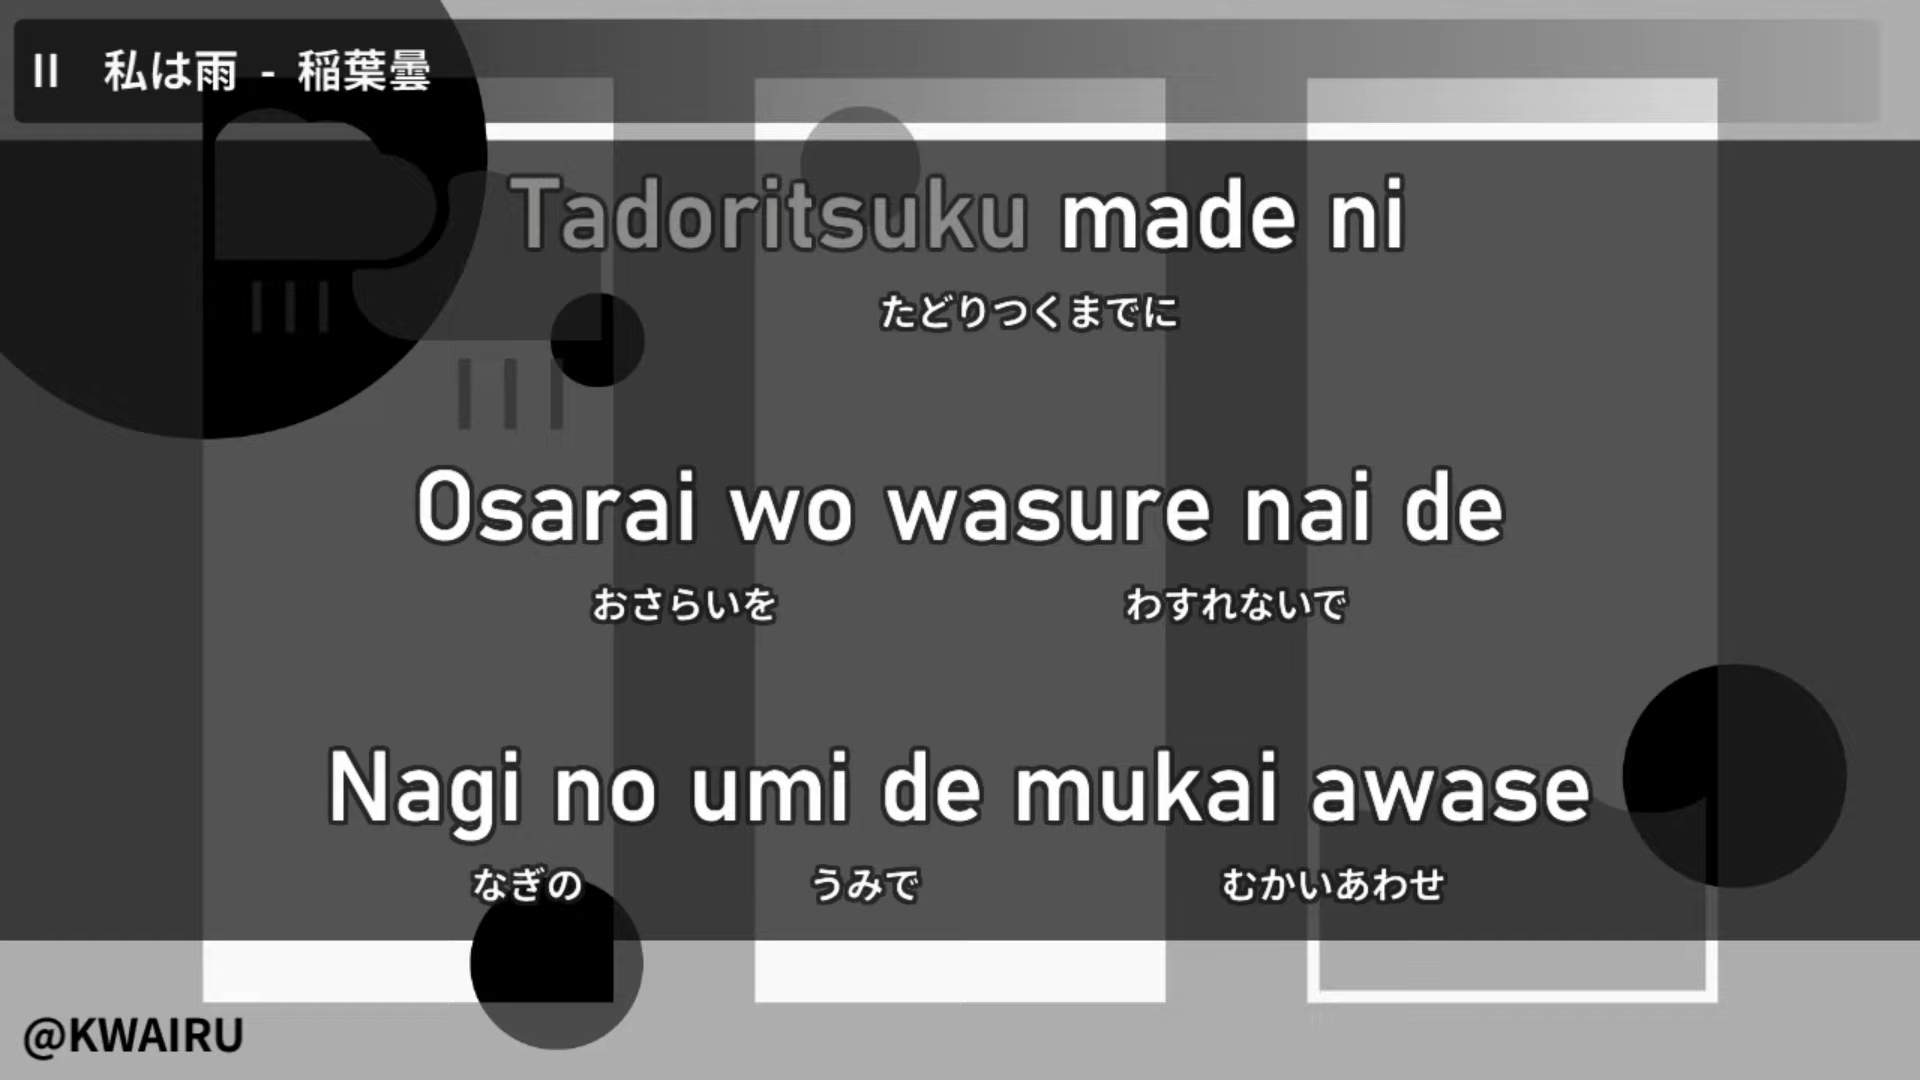 私は雨 - 稲葉曇
Tadoritsuku made ni
たどりつくまでに
Osarai wo wasure nai de
おさらいを わすれないで
Nagi no umi de mukai awase
なぎの うみで むかいあわせ
@KWAIRU